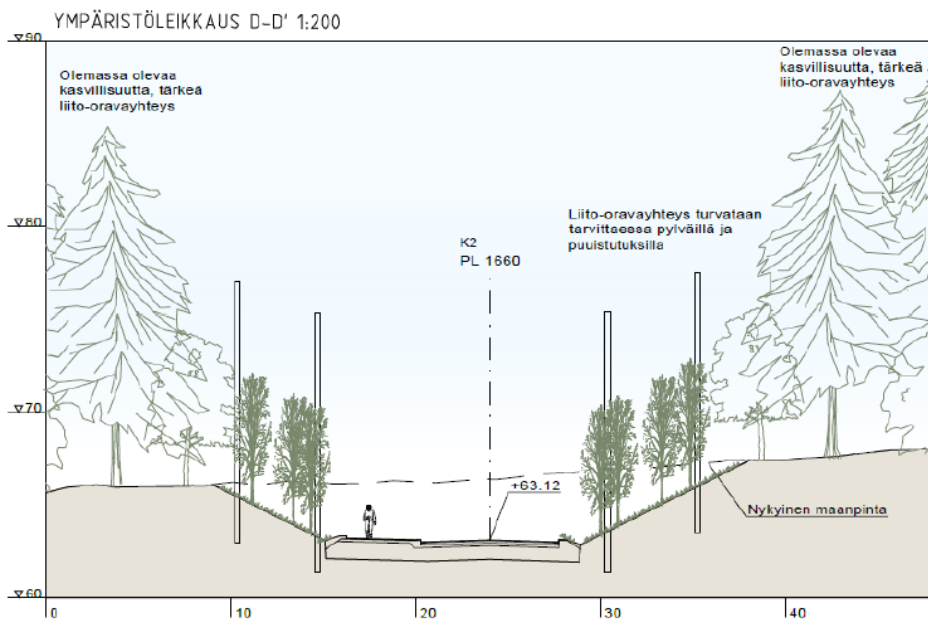 YMPÄRISTÖLEIKKAUS D-D' 1:200
90
Olemassa olevaa
kasvillisuutta, tärkeä
liito-oravayhteys
Olemassa olevaa
kasvillisuutta, tärkeä
liito-oravayhteys
80
Liito-oravayhteys turvataan
tarvittaessa pylväillä ja
puuistutuksilla
K2
PL 1660
70
+63.12
Nykyinen maanpinta
60
0
10
20
30
40